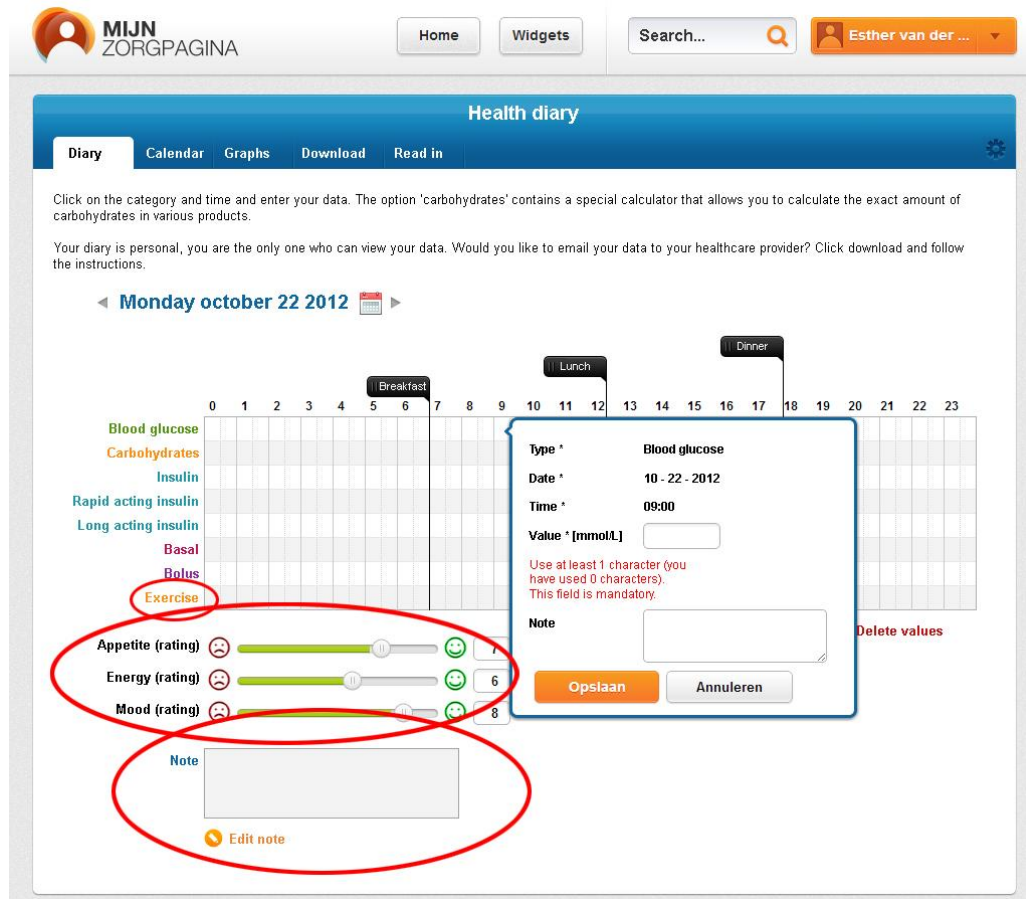 MIJN
ZORGPAGINA
Home
Widgets
Search...
Esther van der ...
Health diary
Diary
Calendar
Graphs
Download
Read in
Click on the category and time and enter your data. The option 'carbohydrates' contains a special calculator that allows you to calculate the exact amount of
carbohydrates in various products.
Your diary is personal, you are the only one who can view your data. Would you like to email your data to your healthcare provider? Click download and follow
the instructions.
Monday october 22 2012
Dinner
Lunch
Breakfast
0 1 2 3 4 5 6 7 8 9 10 11 12 13 14 15 16 17 18 19 20 21 22 23
Blood glucose
Carbohydrates
Insulin
Rapid acting insulin
Long acting insulin
Basal
Bolus
Exercise
Type * Blood glucose
Date * 10 - 22 - 2012
Time * 09:00
Value * [mmol/L]
Use at least 1 character (you
have used 0 characters).
This field is mandatory.
Note
Opslaan
Annuleren
Delete values
Appetite (rating) 7
Energy (rating) 6
Mood (rating) 8
Note
Edit note